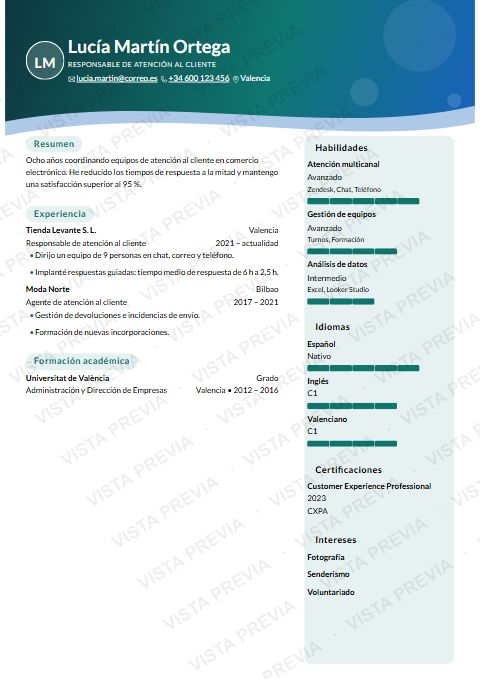 LM
Lucía Martín Ortega
RESPONSABLE DE ATENCIÓN AL CLIENTE
lucia.martin@correo.es +34 600 123 456 Valencia
Resumen
Ocho años coordinando equipos de atención al cliente en comercio
electrónico. He reducido los tiempos de respuesta a la mitad y mantengo
una satisfacción superior al 95 %.
Experiencia
Tienda Levante S. L. Valencia
Responsable de atención al cliente 2021 – actualidad
• Dirijo un equipo de 9 personas en chat, correo y teléfono.
• Implanté respuestas guiadas: tiempo medio de respuesta de 6 h a 2,5 h.
Moda Norte Bilbao
Agente de atención al cliente 2017 – 2021
• Gestión de devoluciones e incidencias de envío.
• Formación de nuevas incorporaciones.
Formación académica
Universitat de València Grado
Administración y Dirección de Empresas Valencia • 2012 – 2016
Habilidades
Atención multicanal
Avanzado
Zendesk, Chat, Teléfono
Gestión de equipos
Avanzado
Turnos, Formación
Análisis de datos
Intermedio
Excel, Looker Studio
Idiomas
Español
Nativo
Inglés
C1
Valenciano
C1
Certificaciones
Customer Experience Professional
2023
CXPA
Intereses
Fotografía
Senderismo
Voluntariado
VISTA PREVIA · VISTA PREVIA · VISTA PREVIA